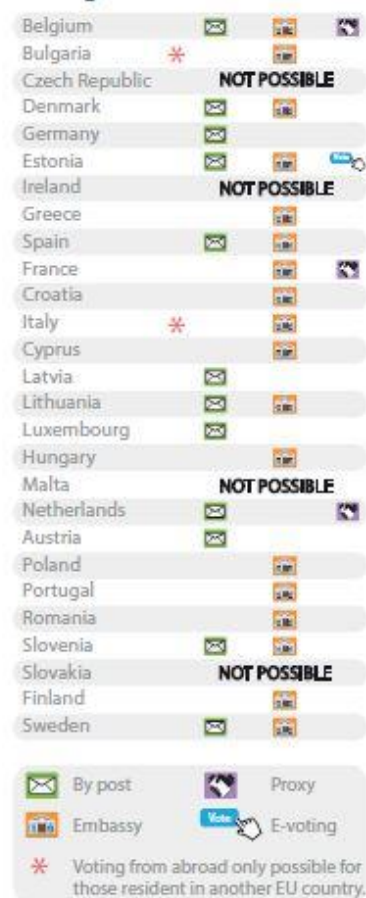 Belgium
Bulgaria *
Czech Republic NOT POSSIBLE
Denmark
Germany
Estonia Vote
Ireland NOT POSSIBLE
Greece
Spain
France
Croatia
Italy *
Cyprus
Latvia
Lithuania
Luxembourg
Hungary
Malta NOT POSSIBLE
Netherlands
Austria
Poland
Portugal
Romania
Slovenia
Slovakia NOT POSSIBLE
Finland
Sweden
By post Proxy
Embassy Vote E-voting
* Voting from abroad only possible for
those resident in another EU country.